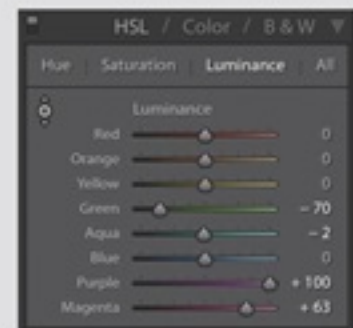 HSL / Color / B & W
Hue Saturation Luminance All
Luminance
Red 0
Orange 0
Yellow 0
Green - 70
Aqua - 2
Blue 0
Purple + 100
Magenta + 63